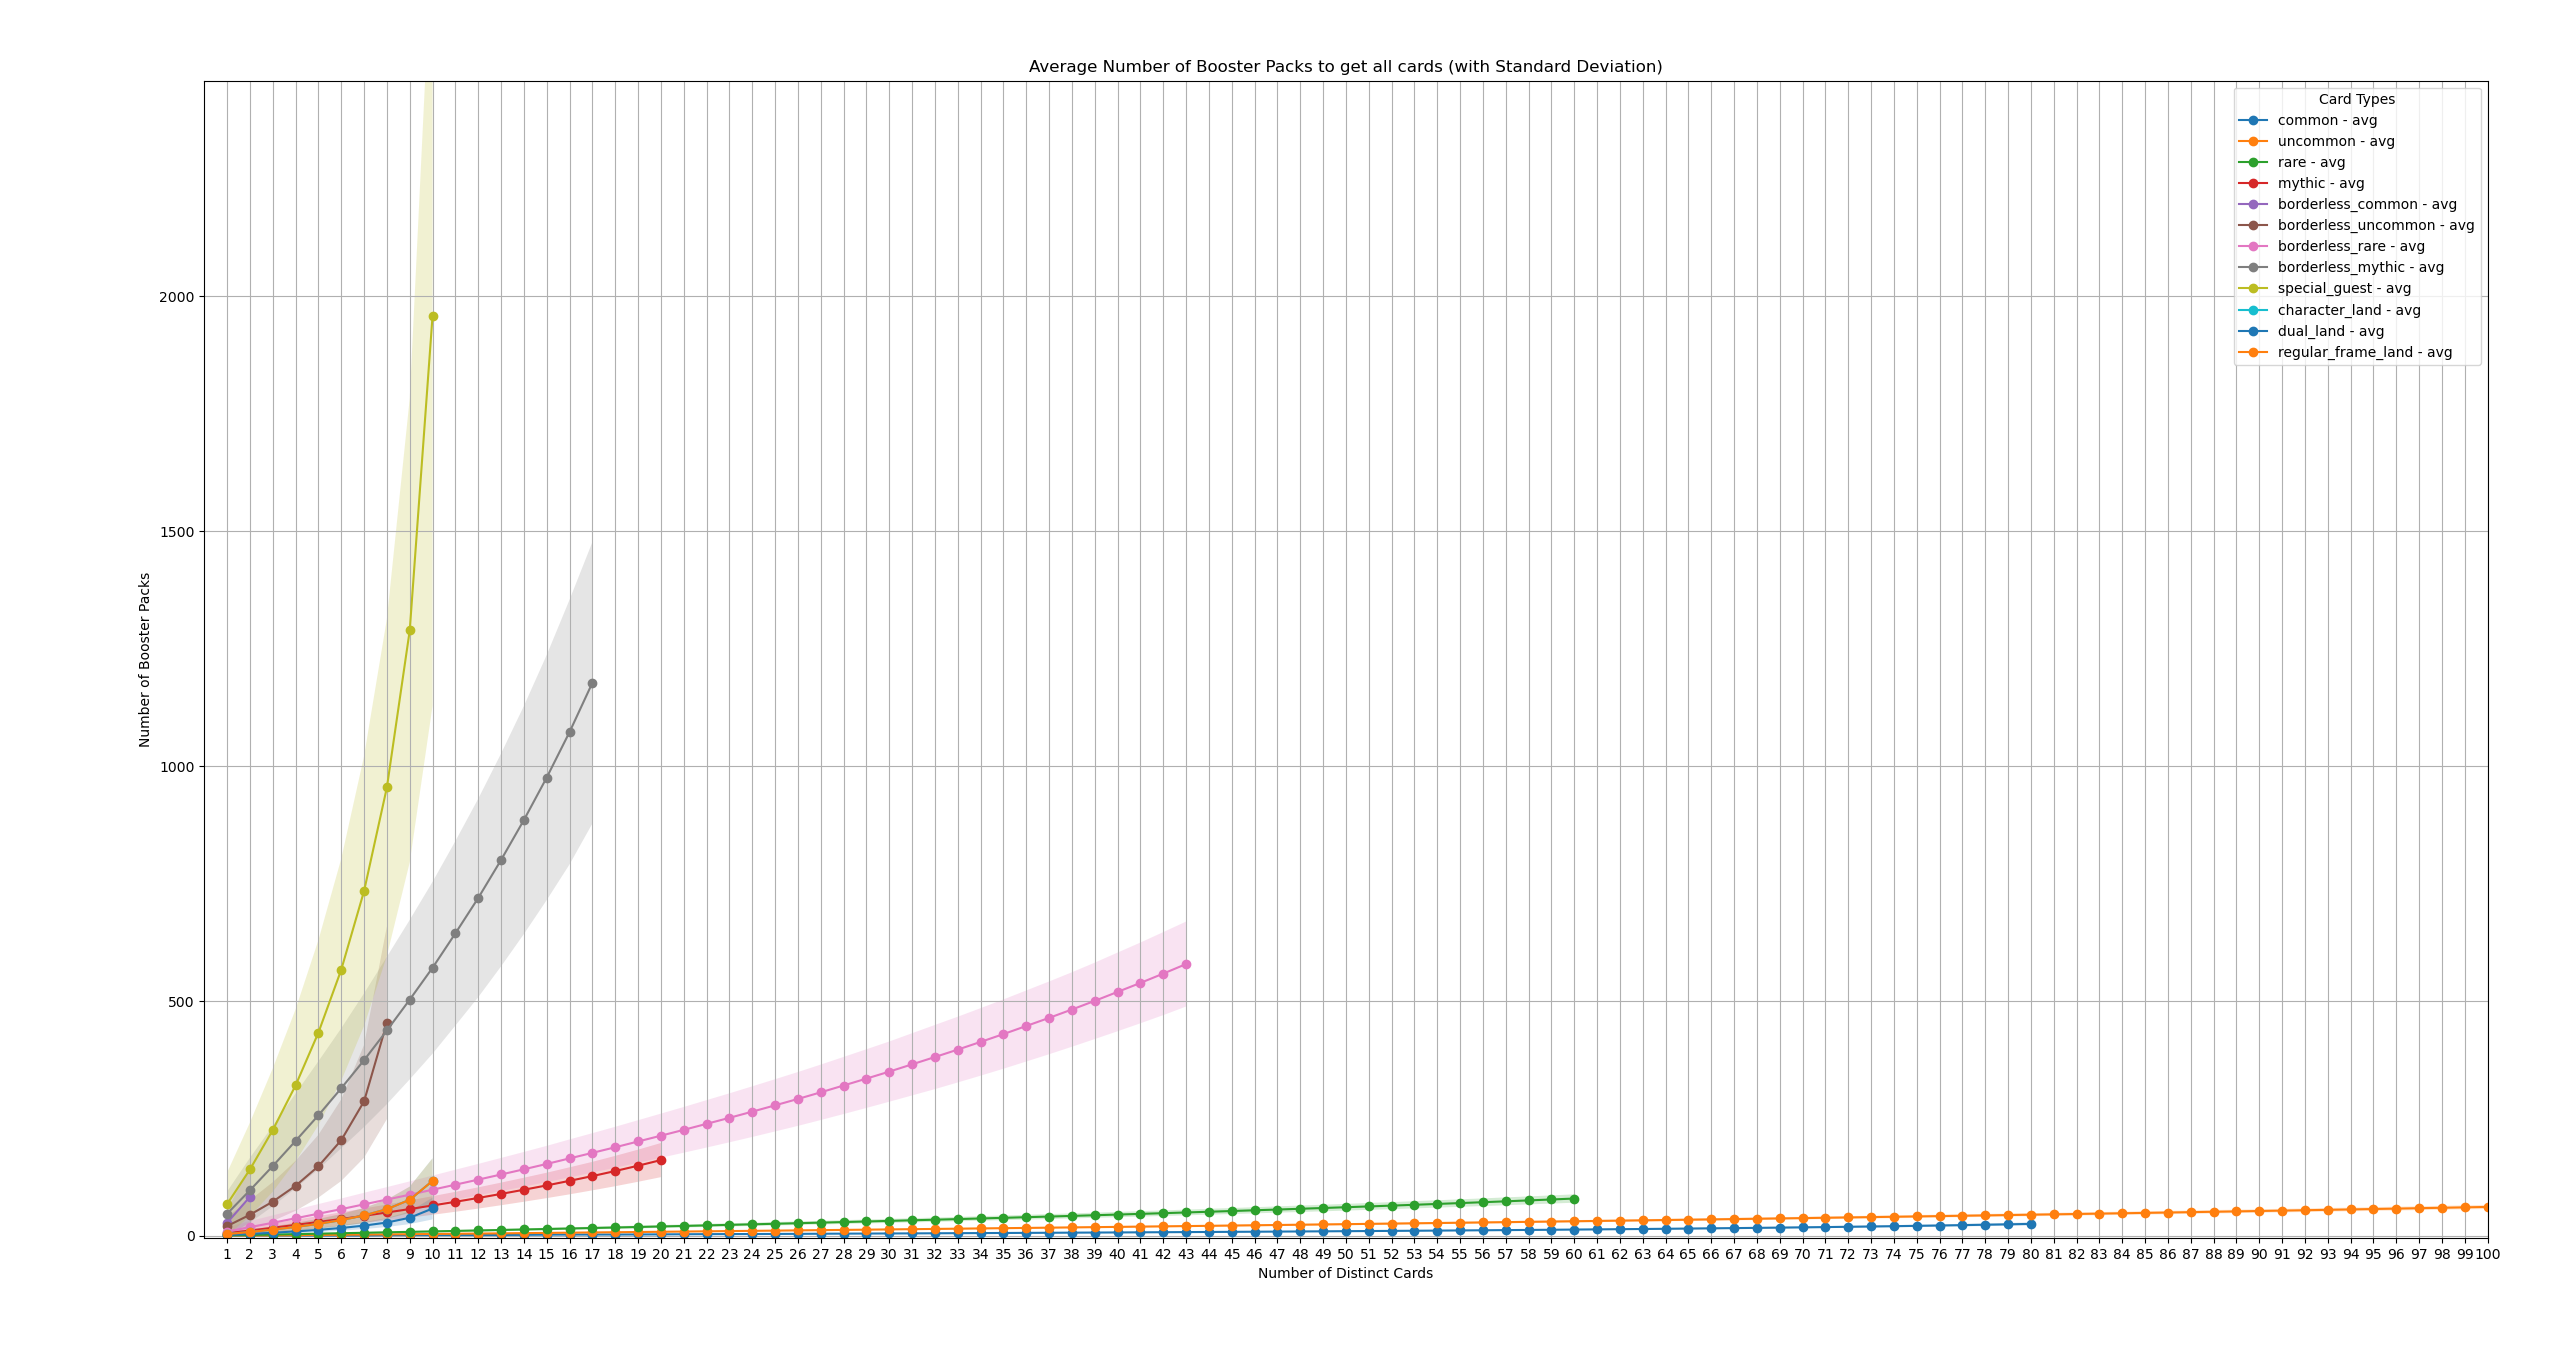 Average Number of Booster Packs to get all cards (with Standard Deviation)
Card Types
common - avg
uncommon - avg
rare - avg
mythic - avg
borderless_common - avg
borderless_uncommon - avg
borderless_rare - avg
borderless_mythic - avg
special_guest - avg
character_land - avg
dual_land - avg
regular_frame_land - avg
Number of Booster Packs
2000
1500
1000
500
0
1 2 3 4 5 6 7 8 9 10 11 12 13 14 15 16 17 18 19 20 21 22 23 24 25 26 27 28 29 30 31 32 33 34 35 36 37 38 39 40 41 42 43 44 45 46 47 48 49 50 51 52 53 54 55 56 57 58 59 60 61 62 63 64 65 66 67 68 69 70 71 72 73 74 75 76 77 78 79 80 81 82 83 84 85 86 87 88 89 90 91 92 93 94 95 96 97 98 99 100
Number of Distinct Cards